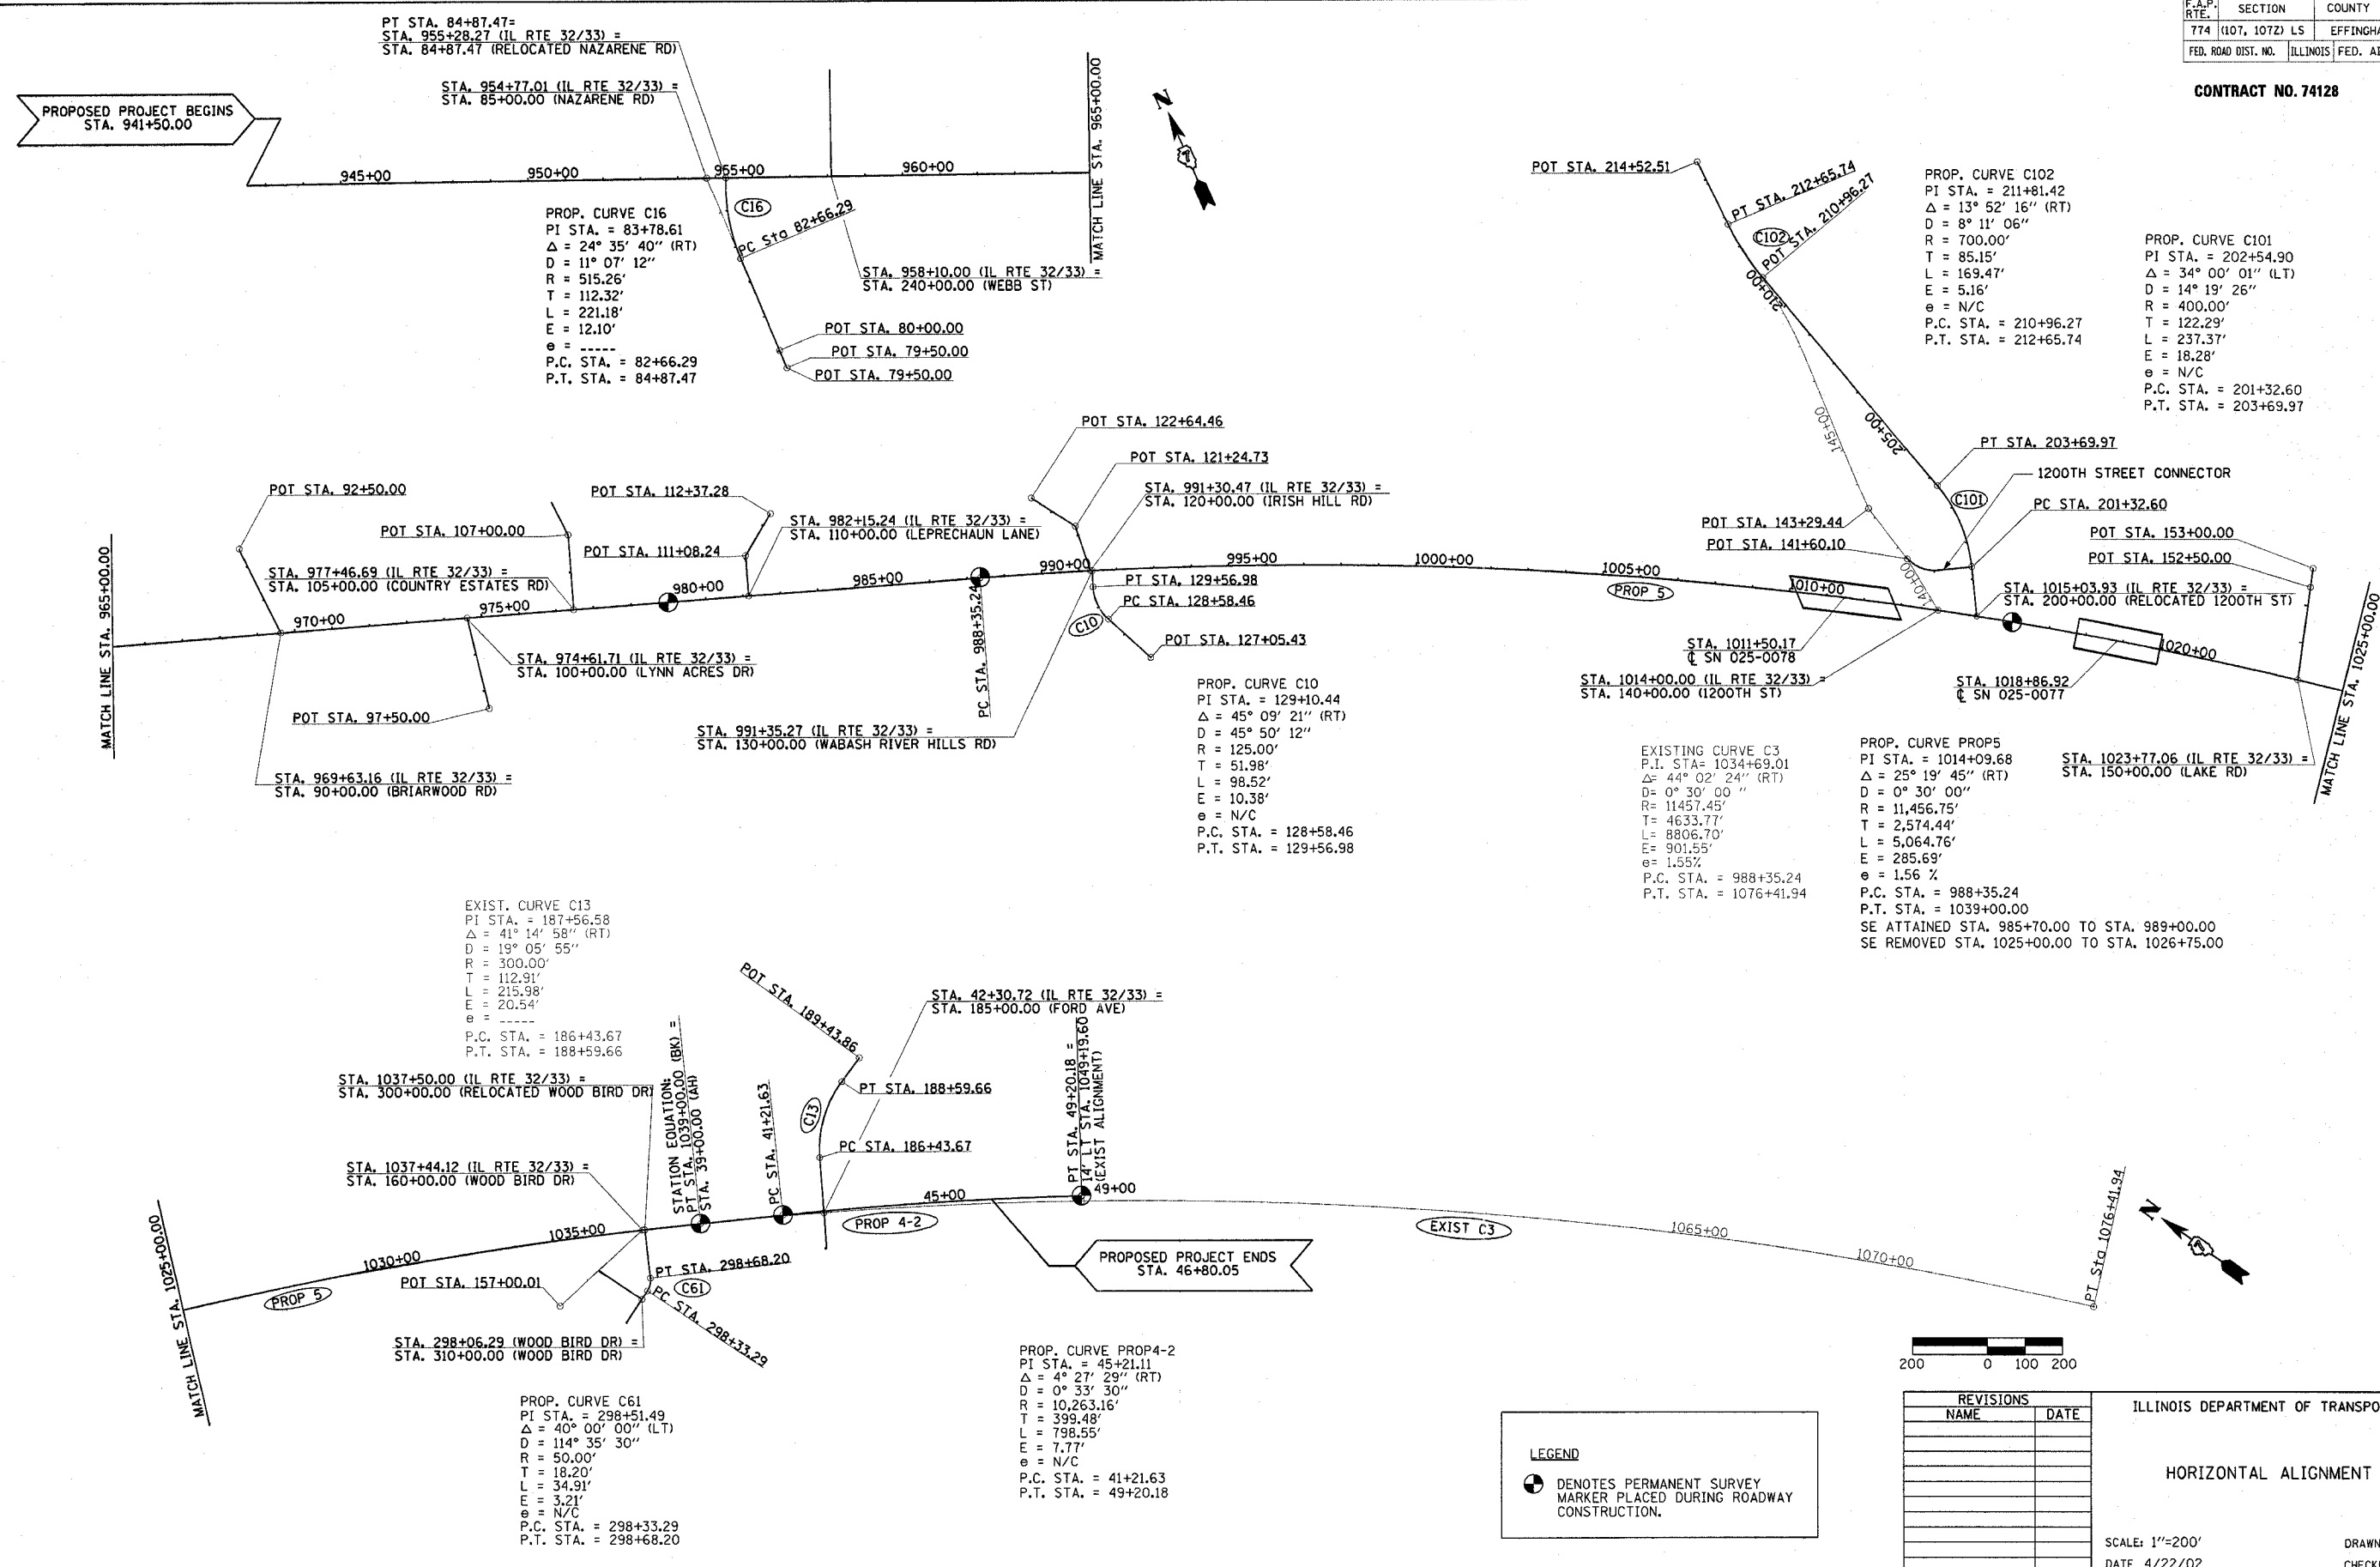 F.A.P. RTE. SECTION COUNTY
774 (107, 107Z) LS
FED. ROAD DIST. NO. ILLINOIS
CONTRACT NO. 74128
PT STA. 84+87.47=
STA. 955+28.27 (IL RTE 32/33) =
STA. 84+87.47 (RELOCATED NAZARENE RD)
STA. 954+77.01 (IL RTE 32/33) =
STA. 85+00.00 (NAZARENE RD)
PROPOSED PROJECT BEGINS
STA. 941+50.00
945+00
950+00
955+00
960+00
MATCH LINE STA. 965+00.00
N
C16
PC Sta 82+66.29
PROP. CURVE C16
PI STA. = 83+78.61
Δ = 24° 35' 40" (RT)
D = 11° 07' 12"
R = 515.26'
T = 112.32'
L = 221.18'
E = 12.10'
e = -----
P.C. STA. = 82+66.29
P.T. STA. = 84+87.47
STA. 958+10.00 (IL RTE 32/33) =
STA. 240+00.00 (WEBB ST)
POT STA. 80+00.00
POT STA. 79+50.00
POT STA. 79+50.00
POT STA. 214+52.51
PT STA. 212+65.74
C102
POT STA. 210+96.27
210+00
PROP. CURVE C102
PI STA. = 211+81.42
Δ = 13° 52' 16" (RT)
D = 8° 11' 06"
R = 700.00'
T = 85.15'
L = 169.47'
E = 5.16'
e = N/C
P.C. STA. = 210+96.27
P.T. STA. = 212+65.74
PROP. CURVE C101
PI STA. = 202+54.90
Δ = 34° 00' 01" (LT)
D = 14° 19' 26"
R = 400.00'
T = 122.29'
L = 237.37'
E = 18.28'
e = N/C
P.C. STA. = 201+32.60
P.T. STA. = 203+69.97
145+00
205+00
PT STA. 203+69.97
1200TH STREET CONNECTOR
C101
PC STA. 201+32.60
POT STA. 143+29.44
POT STA. 141+60.10
140+00
POT STA. 153+00.00
POT STA. 152+50.00
STA. 1015+03.93 (IL RTE 32/33) =
STA. 200+00.00 (RELOCATED 1200TH ST)
POT STA. 122+64.46
POT STA. 121+24.73
STA. 991+30.47 (IL RTE 32/33) =
STA. 120+00.00 (IRISH HILL RD)
POT STA. 92+50.00
POT STA. 107+00.00
POT STA. 112+37.28
POT STA. 111+08.24
STA. 982+15.24 (IL RTE 32/33) =
STA. 110+00.00 (LEPRECHAUN LANE)
STA. 977+46.69 (IL RTE 32/33) =
STA. 105+00.00 (COUNTRY ESTATES RD)
MATCH LINE STA. 965+00.00
970+00
975+00
980+00
985+00
990+00
995+00
1000+00
1005+00
PROP 5
1010+00
1020+00
MATCH LINE STA. 1025+00.00
PT STA. 129+56.98
PC STA. 128+58.46
C10
POT STA. 127+05.43
PC STA. 988+35.24
STA. 974+61.71 (IL RTE 32/33) =
STA. 100+00.00 (LYNN ACRES DR)
POT STA. 97+50.00
STA. 991+35.27 (IL RTE 32/33) =
STA. 130+00.00 (WABASH RIVER HILLS RD)
STA. 969+63.16 (IL RTE 32/33) =
STA. 90+00.00 (BRIARWOOD RD)
STA. 1011+50.17
℄ SN 025-0078
STA. 1014+00.00 (IL RTE 32/33) =
STA. 140+00.00 (1200TH ST)
STA. 1018+86.92
℄ SN 025-0077
STA. 1023+77.06 (IL RTE 32/33) =
STA. 150+00.00 (LAKE RD)
PROP. CURVE C10
PI STA. = 129+10.44
Δ = 45° 09' 21" (RT)
D = 45° 50' 12"
R = 125.00'
T = 51.98'
L = 98.52'
E = 10.38'
e = N/C
P.C. STA. = 128+58.46
P.T. STA. = 129+56.98
EXISTING CURVE C3
P.I. STA= 1034+69.01
Δ= 44° 02' 24" (RT)
D= 0° 30' 00 "
R= 11457.45'
T= 4633.77'
L= 8806.70'
E= 901.55'
e= 1.55%
P.C. STA. = 988+35.24
P.T. STA. = 1076+41.94
PROP. CURVE PROP5
PI STA. = 1014+09.68
Δ = 25° 19' 45" (RT)
D = 0° 30' 00"
R = 11,456.75'
T = 2,574.44'
L = 5,064.76'
E = 285.69'
e = 1.56 %
P.C. STA. = 988+35.24
P.T. STA. = 1039+00.00
SE ATTAINED STA. 985+70.00 TO STA. 989+00.00
SE REMOVED STA. 1025+00.00 TO STA. 1026+75.00
EXIST. CURVE C13
PI STA. = 187+56.58
Δ = 41° 14' 58" (RT)
D = 19° 05' 55"
R = 300.00'
T = 112.91'
L = 215.98'
E = 20.54'
e = -----
P.C. STA. = 186+43.67
P.T. STA. = 188+59.66
POT STA. 189+43.86
STA. 42+30.72 (IL RTE 32/33) =
STA. 185+00.00 (FORD AVE)
PT STA. 188+59.66
C13
PC STA. 186+43.67
STA. 1037+50.00 (IL RTE 32/33) =
STA. 300+00.00 (RELOCATED WOOD BIRD DR)
STA. 1037+44.12 (IL RTE 32/33) =
STA. 160+00.00 (WOOD BIRD DR)
STATION EQUATION:
PT STA. 1039+00.00 (BK) =
STA. 39+00.00 (AH)
PC STA. 41+21.63
PT STA. 49+20.18 =
14' LT STA. 1049+19.60
(EXIST ALIGNMENT)
MATCH LINE STA. 1025+00.00
PROP 5
1030+00
1035+00
45+00
PROP 4-2
49+00
EXIST C3
1065+00
1070+00
PT Sta 1076+41.94
N
POT STA. 157+00.01
PT STA. 298+68.20
C61
PC STA. 298+33.29
STA. 298+06.29 (WOOD BIRD DR) =
STA. 310+00.00 (WOOD BIRD DR)
PROPOSED PROJECT ENDS
STA. 46+80.05
PROP. CURVE C61
PI STA. = 298+51.49
Δ = 40° 00' 00" (LT)
D = 114° 35' 30"
R = 50.00'
T = 18.20'
L = 34.91'
E = 3.21'
e = N/C
P.C. STA. = 298+33.29
P.T. STA. = 298+68.20
PROP. CURVE PROP4-2
PI STA. = 45+21.11
Δ = 4° 27' 29" (RT)
D = 0° 33' 30"
R = 10,263.16'
T = 399.48'
L = 798.55'
E = 7.77'
e = N/C
P.C. STA. = 41+21.63
P.T. STA. = 49+20.18
LEGEND
DENOTES PERMANENT SURVEY
MARKER PLACED DURING ROADWAY
CONSTRUCTION.
200 0 100 200
REVISIONS
NAME DATE
ILLINOIS DEPARTMENT OF
HORIZONTAL ALIGNMENT
SCALE: 1"=200'
DATE 4/22/02